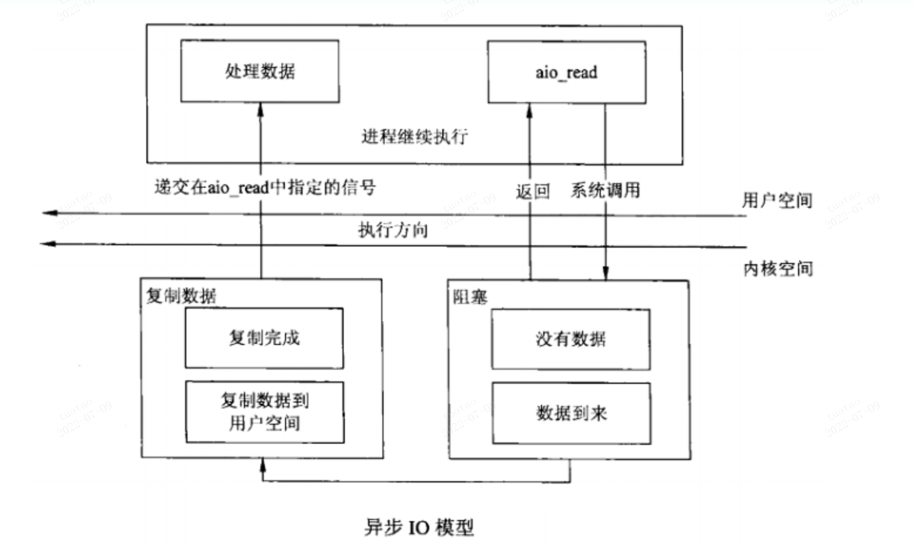 处理数据
aio_read
进程继续执行
递交在aio_read中指定的信号
返回
系统调用
用户空间
执行方向
内核空间
复制数据
阻塞
复制完成
没有数据
复制数据到
用户空间
数据到来
异步 IO 模型